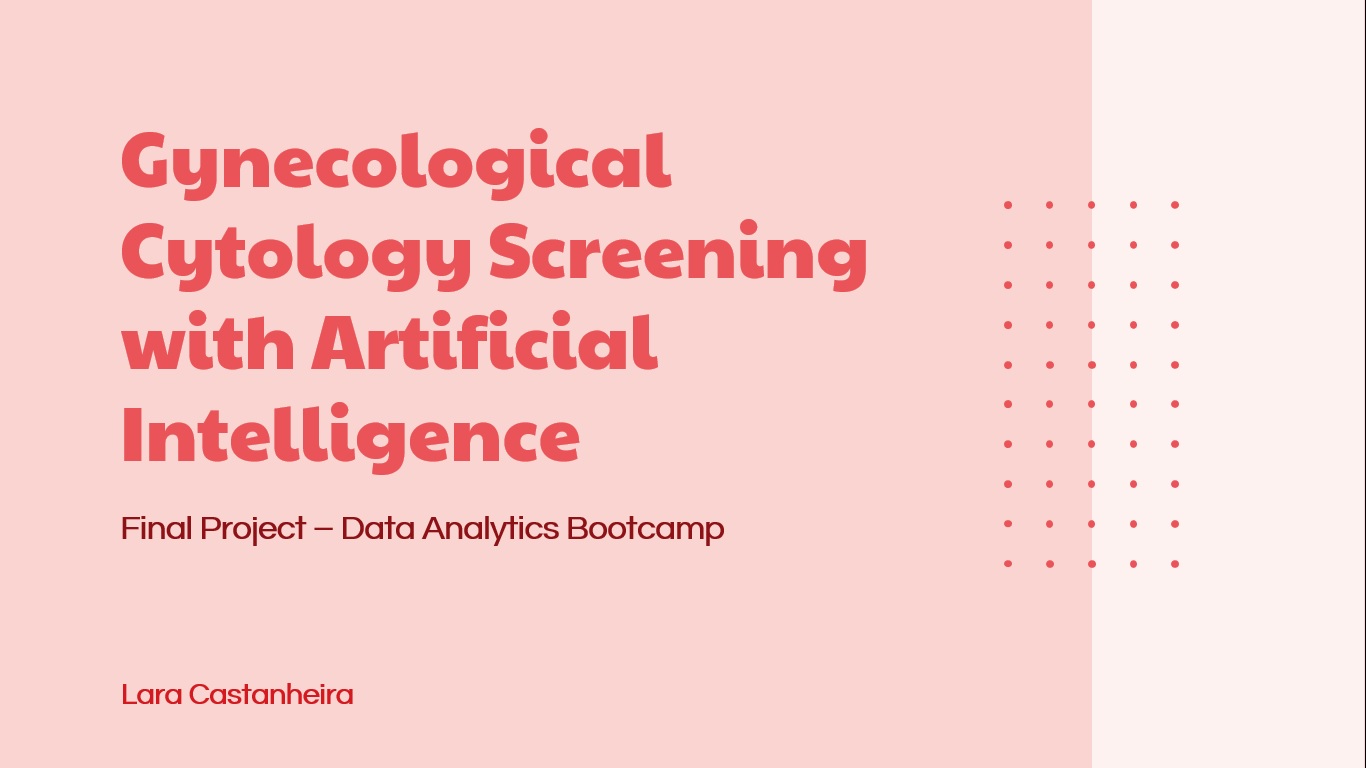 Gynecological
Cytology Screening
with Artificial
Intelligence
Final Project – Data Analytics Bootcamp
Lara Castanheira